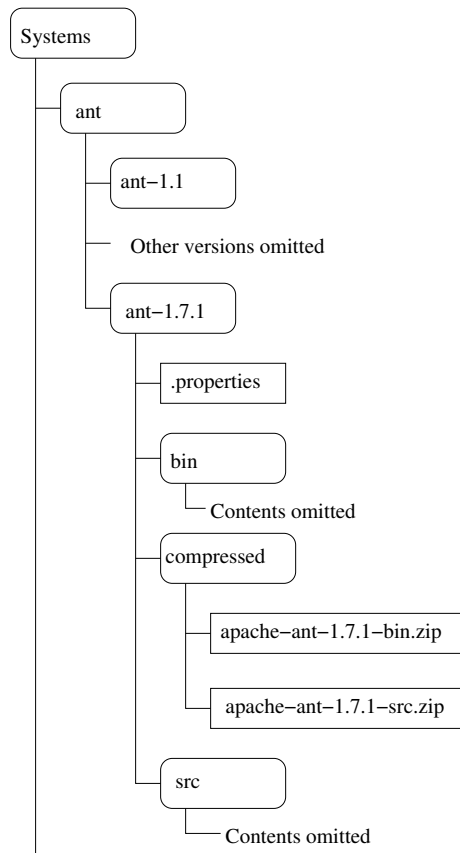 Systems
ant
ant−1.1
Other versions omitted
ant−1.7.1
.properties
bin
Contents omitted
compressed
apache−ant−1.7.1−bin.zip
apache−ant−1.7.1−src.zip
src
Contents omitted